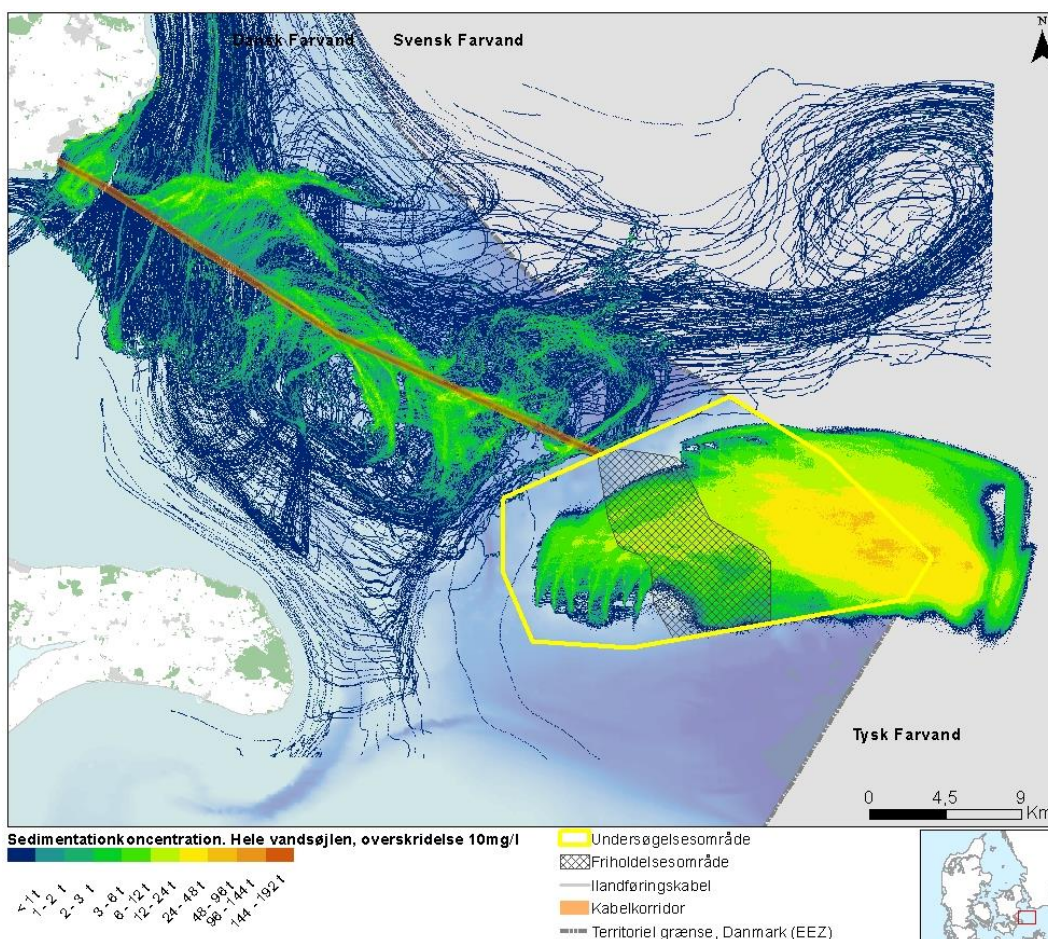 Dansk Farvand
Svensk Farvand
N
Tysk Farvand
0 4,5 9
Km
Sedimentationkoncentration. Hele vandsøjlen, overskridelse 10mg/l
< 1 t
1 - 2 t
2 - 3 t
3 - 6 t
6 - 12 t
12 - 24 t
24 - 48 t
48 - 96 t
96 - 144 t
144 - 192 t
Undersøgelsesområde
Friholdelsesområde
Ilandføringskabel
Kabelkorridor
Territoriel grænse, Danmark (EEZ)